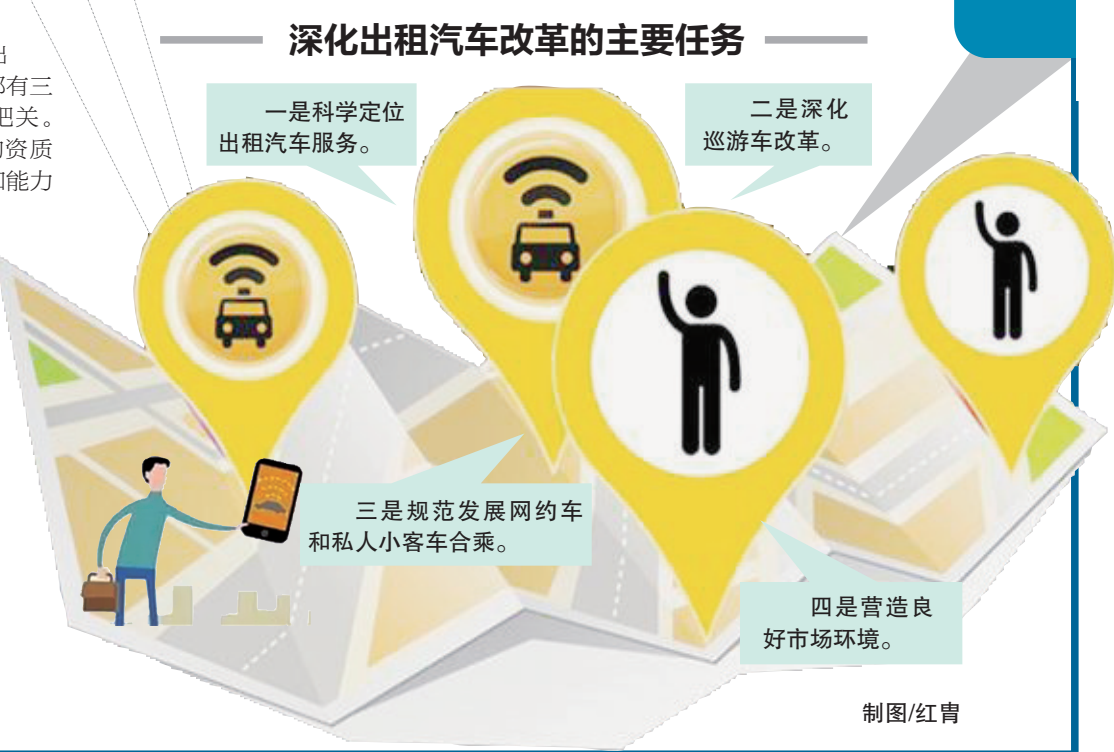 深化出租汽车改革的主要任务
出
都有三
把关。
的资质
和能力
一是科学定位
出租汽车服务。
二是深化
巡游车改革。
三是规范发展网约车
和私人小客车合乘。
四是营造良
好市场环境。
制图/红胄